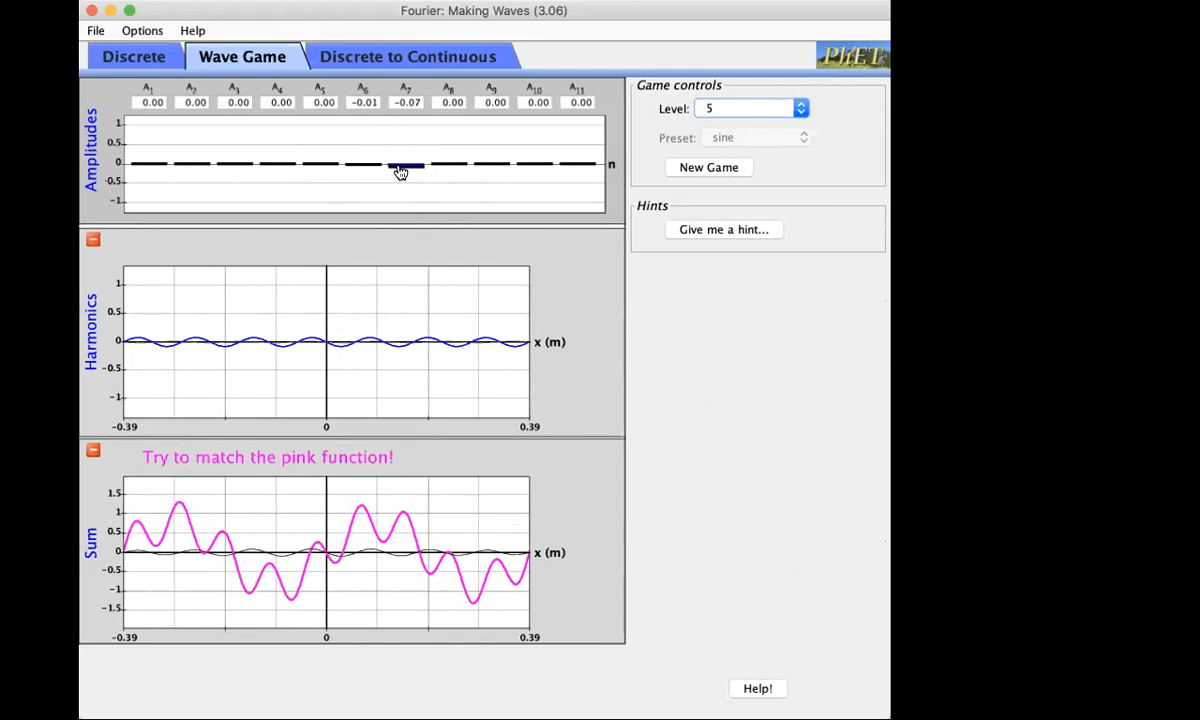 Fourier: Making Waves (3.06)
File Options Help
Discrete Wave Game Discrete to Continuous PhET
Amplitudes
A1 A2 A3 A4 A5 A6 A7 A8 A9 A10 A11
0.00 0.00 0.00 0.00 0.00 -0.01 -0.07 0.00 0.00 0.00 0.00
1
0.5
0 n
-0.5
-1
Harmonics
1
0.5
0 x (m)
-0.5
-1
-0.39 0 0.39
Try to match the pink function!
Sum
1.5
1
0.5
0 x (m)
-0.5
-1
-1.5
-0.39 0 0.39
Game controls
Level: 5
Preset: sine
New Game
Hints
Give me a hint...
Help!